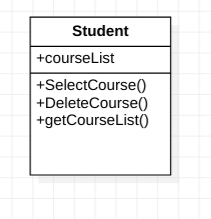 Student
+courseList
+SelectCourse()
+DeleteCourse()
+getCourseList()